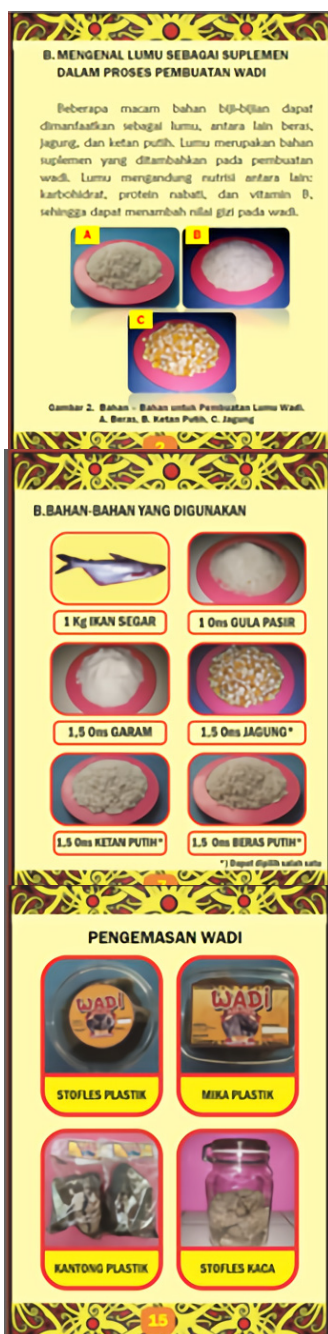 B. MENGENAL LUMU SEBAGAI SUPLEMEN
DALAM PROSES PEMBUATAN WADI
Beberapa macam bahan biji-bijian dapat
dimanfaatkan sebagai lumu, antara lain beras,
jagung, dan ketan putih. Lumu merupakan bahan
suplemen yang ditambahkan pada pembuatan
wadi. Lumu mengandung nutrisi antara lain:
karbohidrat, protein nabati, dan vitamin B,
sehingga dapat menambah nilai gizi pada wadi.
A
B
C
Gambar 2. Bahan - Bahan untuk Pembuatan Lumu Wadi.
A. Beras, B. Ketan Putih, C. Jagung
2
B.BAHAN-BAHAN YANG DIGUNAKAN
1 Kg IKAN SEGAR
1 Ons GULA PASIR
1,5 Ons GARAM
1,5 Ons JAGUNG*
1,5 Ons KETAN PUTIH*
1,5 Ons BERAS PUTIH*
*) Dapat dipilih salah satu
7
PENGEMASAN WADI
WADI
WADI
STOFLES PLASTIK
MIKA PLASTIK
KANTONG PLASTIK
STOFLES KACA
15